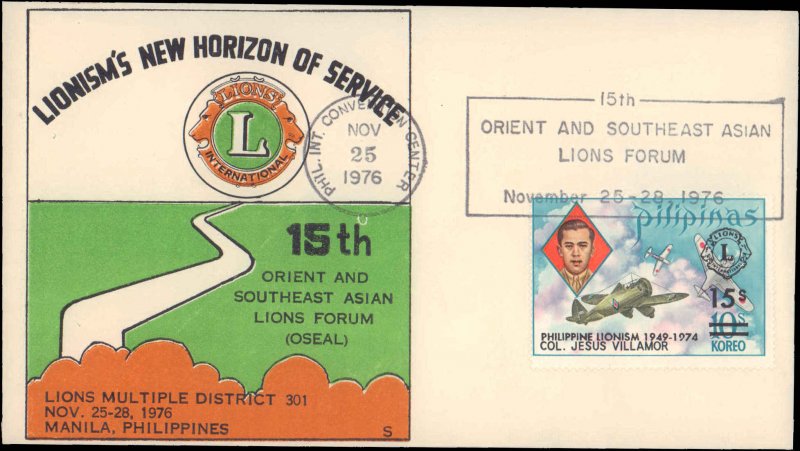 LIONISM'S NEW HORIZON OF SERVICE
LIONS
L
INTERNATIONAL
PHIL. INT. CONVENTION CENTER
NOV
25
1976
15th
ORIENT AND
SOUTHEAST ASIAN
LIONS FORUM
(OSEAL)
LIONS MULTIPLE DISTRICT 301
NOV. 25-28, 1976
MANILA, PHILIPPINES
S
15th
ORIENT AND SOUTHEAST ASIAN
LIONS FORUM
November 25-28, 1976
pilipinas
LIONS
L
INTERNATIONAL
15s
10s
KOREO
PHILIPPINE LIONISM 1949-1974
COL. JESUS VILLAMOR